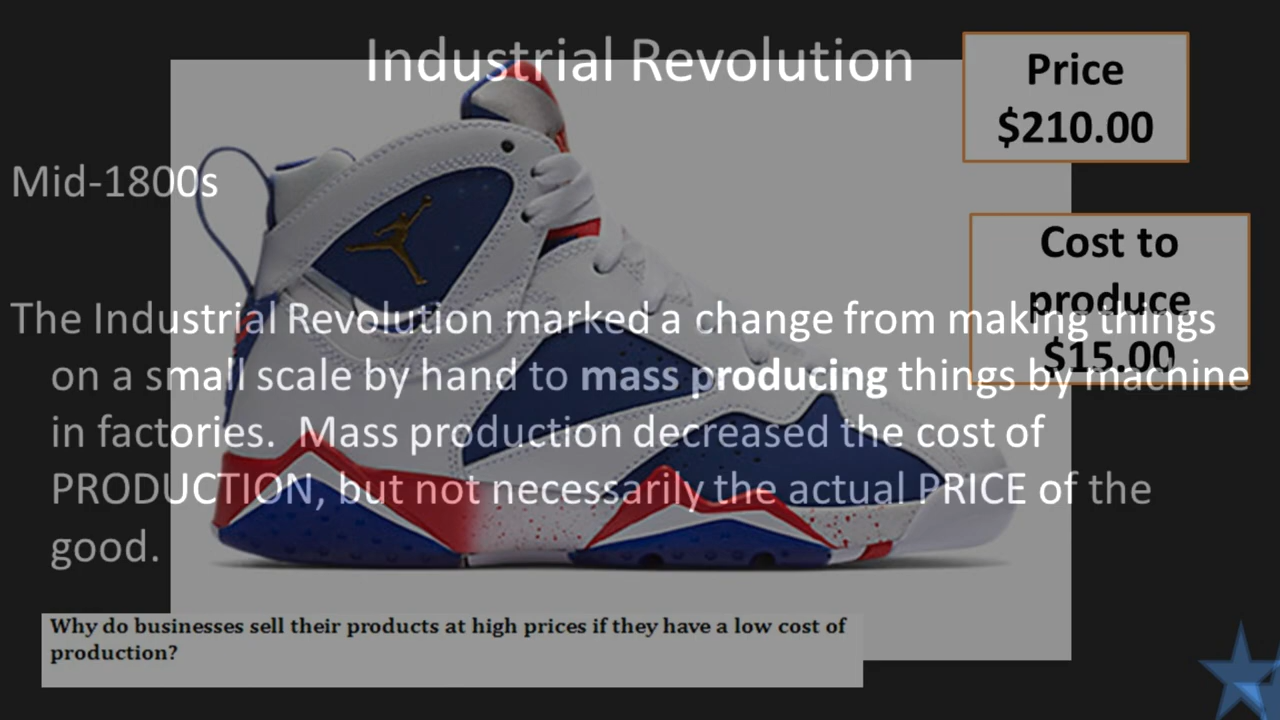 Industrial Revolution
Price
$210.00
Mid-1800s
Cost to
produce
$15.00
The Industrial Revolution marked a change from making things
on a small scale by hand to mass producing things by machine
in factories.  Mass production decreased the cost of
PRODUCTION, but not necessarily the actual PRICE of the
good.
Why do businesses sell their products at high prices if they have a low cost of
production?